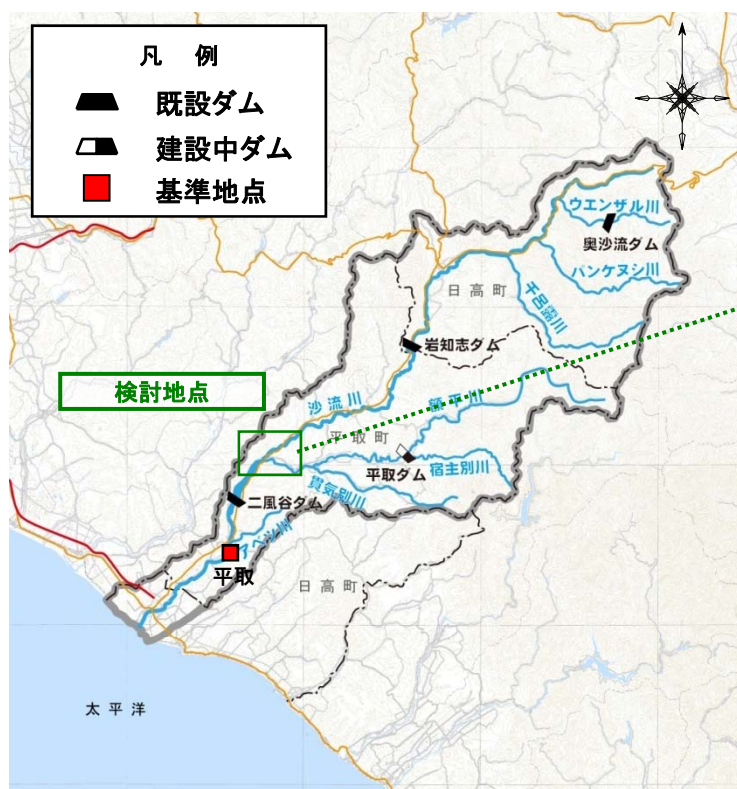 凡 例
既設ダム
建設中ダム
基準地点
ウエンザル川
奥沙流ダム
パンケヌシ川
千呂露川
日高町
岩知志ダム
検討地点
沙流川
額平川
平取町
平取ダム
宿主別川
貫気別川
二風谷ダム
アベツ川
平取
日高町
太平洋